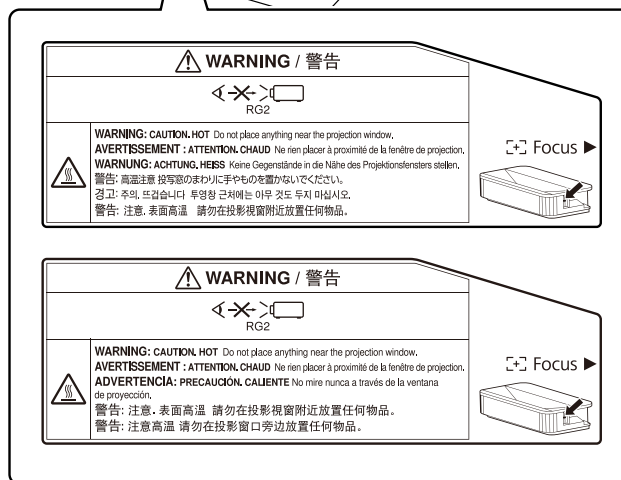 WARNING / 警告
RG2
WARNING: CAUTION. HOT Do not place anything near the projection window.
AVERTISSEMENT : ATTENTION. CHAUD Ne rien placer à proximité de la fenêtre de projection.
WARNUNG: ACHTUNG. HEISS Keine Gegenstände in die Nähe des Projektionsfensters stellen.
警告: 高温注意 投写窓のまわりに手やものを置かないでください。
경고: 주의. 뜨겁습니다 투영창 근처에는 아무 것도 두지 마십시오.
警告: 注意. 表面高溫 請勿在投影視窗附近放置任何物品。
[+] Focus ▶
WARNING / 警告
RG2
WARNING: CAUTION. HOT Do not place anything near the projection window.
AVERTISSEMENT : ATTENTION. CHAUD Ne rien placer à proximité de la fenêtre de projection.
ADVERTENCIA: PRECAUCIÓN. CALIENTE No mire nunca a través de la ventana
de proyección.
警告: 注意. 表面高溫 請勿在投影視窗附近放置任何物品。
警告: 注意高温 请勿在投影窗口旁边放置任何物品。
[+] Focus ▶